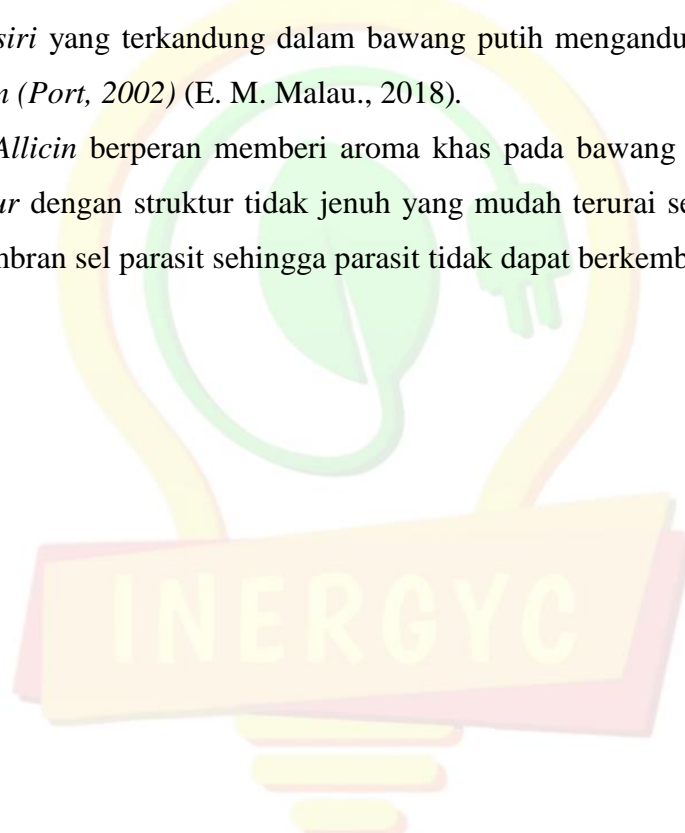 siri yang terkandung dalam bawang putih mengandu
n (Port, 2002) (E. M. Malau., 2018).
Allicin berperan memberi aroma khas pada bawang
ur dengan struktur tidak jenuh yang mudah terurai se
mbran sel parasit sehingga parasit tidak dapat berkemb
INERGYC